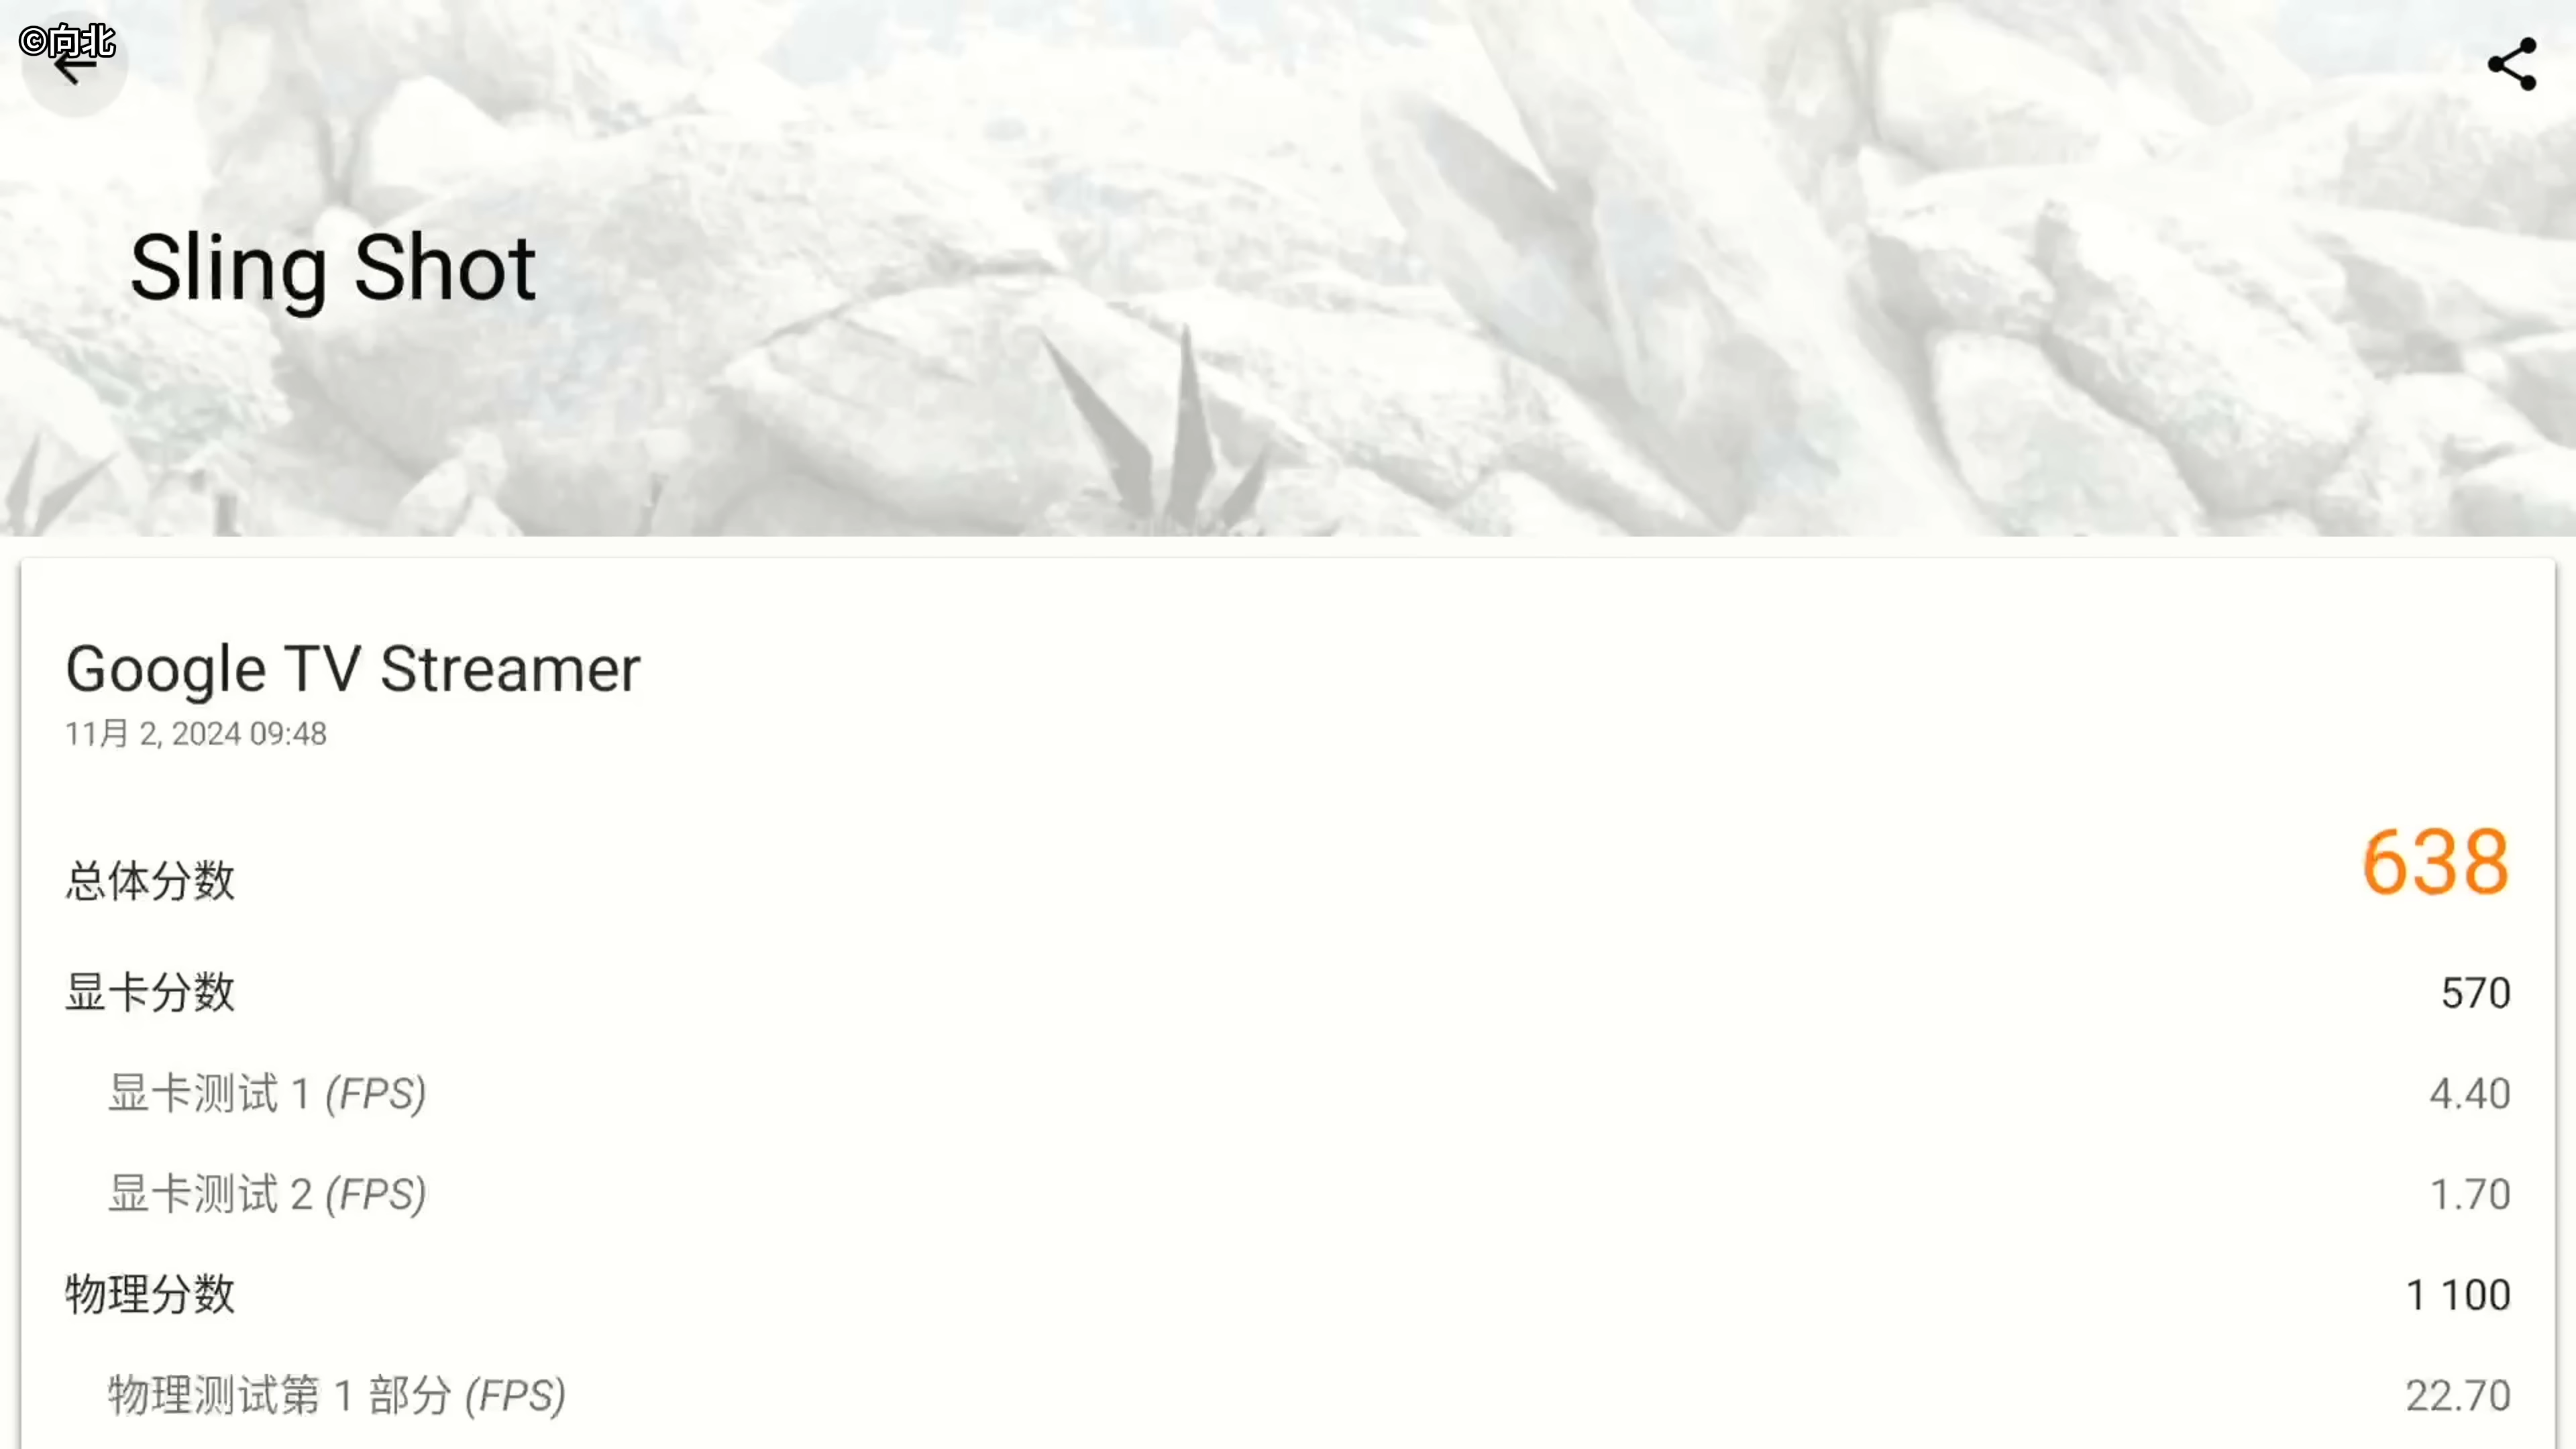 ©向北
Sling Shot
Google TV Streamer
11月 2, 2024 09:48
总体分数 638
显卡分数 570
显卡测试 1 (FPS) 4.40
显卡测试 2 (FPS) 1.70
物理分数 1 100
物理测试第 1 部分 (FPS) 22.70